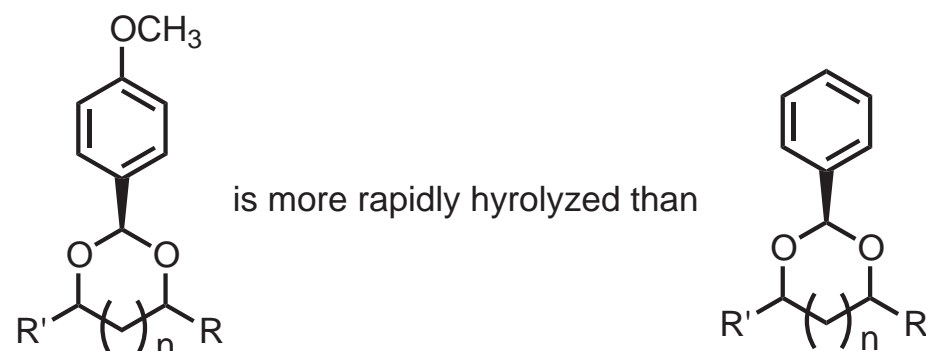 OCH3
is more rapidly hyrolyzed than
O O O O
R' ( ) n R R' ( ) n R